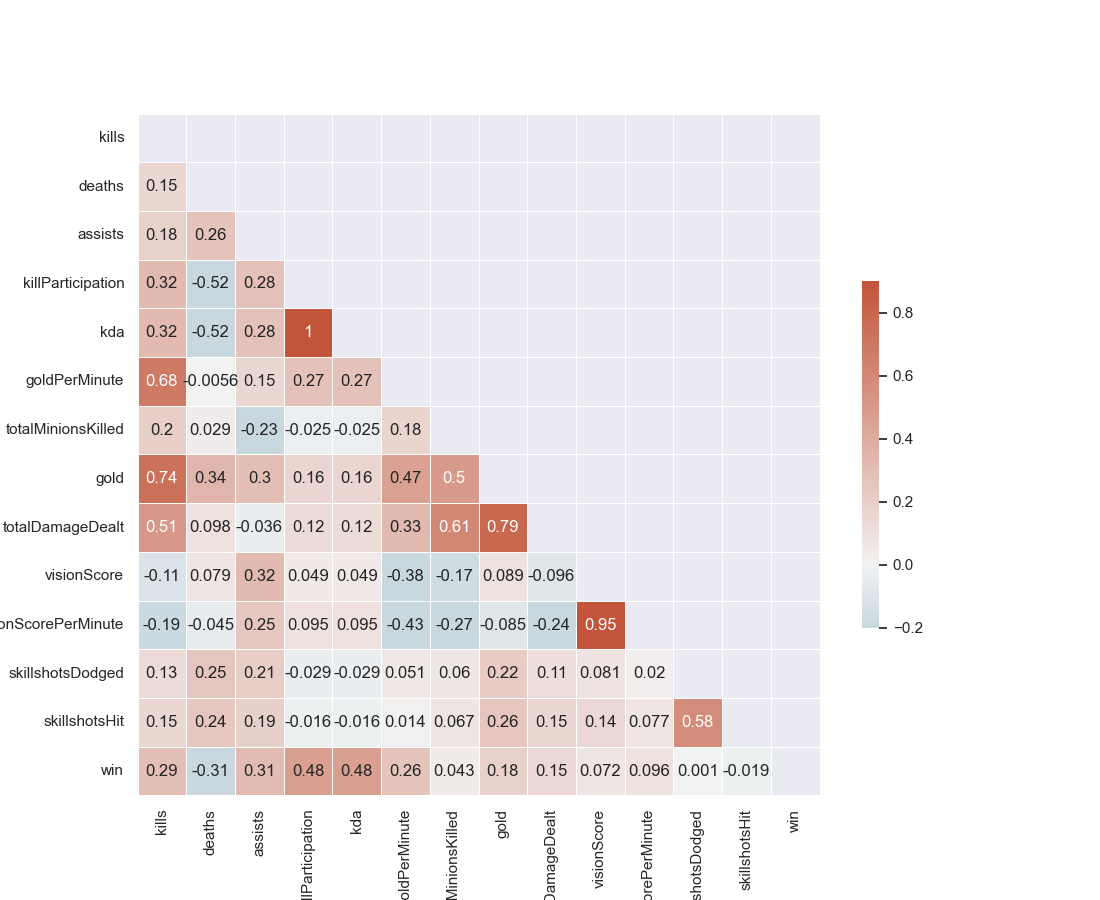 kills
deaths 0.15
assists 0.18 0.26
killParticipation 0.32 -0.52 0.28
kda 0.32 -0.52 0.28 1
goldPerMinute 0.68 -0.0056 0.15 0.27 0.27
totalMinionsKilled 0.2 0.029 -0.23 -0.025 -0.025 0.18
gold 0.74 0.34 0.3 0.16 0.16 0.47 0.5
totalDamageDealt 0.51 0.098 -0.036 0.12 0.12 0.33 0.61 0.79
visionScore -0.11 0.079 0.32 0.049 0.049 -0.38 -0.17 0.089 -0.096
onScorePerMinute -0.19 -0.045 0.25 0.095 0.095 -0.43 -0.27 -0.085 -0.24 0.95
skillshotsDodged 0.13 0.25 0.21 -0.029 -0.029 0.051 0.06 0.22 0.11 0.081 0.02
skillshotsHit 0.15 0.24 0.19 -0.016 -0.016 0.014 0.067 0.26 0.15 0.14 0.077 0.58
win 0.29 -0.31 0.31 0.48 0.48 0.26 0.043 0.18 0.15 0.072 0.096 0.001 -0.019
kills
deaths
assists
llParticipation
kda
oldPerMinute
MinionsKilled
gold
DamageDealt
visionScore
orePerMinute
shotsDodged
skillshotsHit
win
0.8
0.6
0.4
0.2
0.0
−0.2